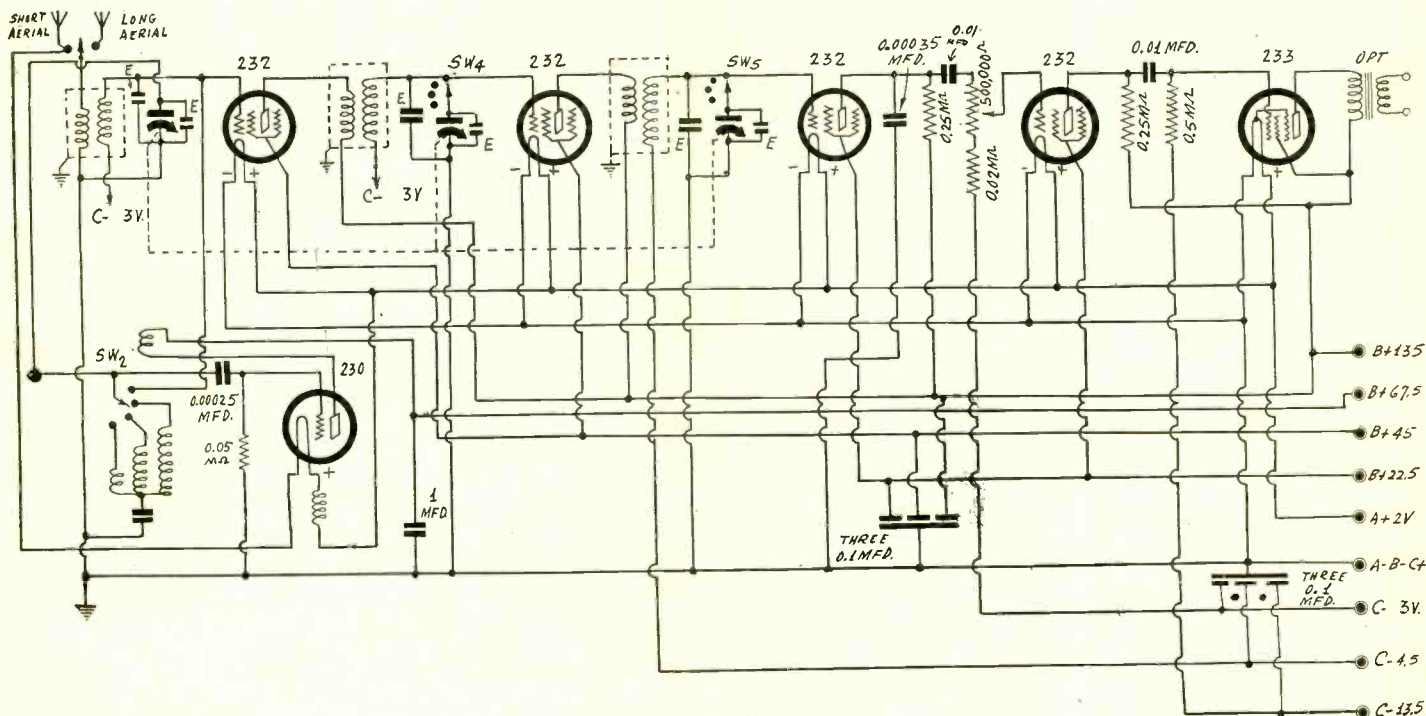 SHORT
AERIAL
LONG
AERIAL
E
E
232
SW4
E
E
232
SW5
E
E
232
0.00035
MFD.
0.01
MFD
0.25MΩ
500,000Ω
0.02MΩ
232
0.01 MFD.
0.25MΩ
0.5MΩ
233
OPT
C- 3V.
- +
C- 3V
- +
- +
- +
- +
SW2
0.00025
MFD.
0.05
MΩ
230
+
1
MFD
THREE
0.1MFD.
THREE
0.1
MFD.
B+135
B+67,5
B+45
B+22,5
A+2V
A-B-C+
C- 3V.
C-4.5
C-13.5